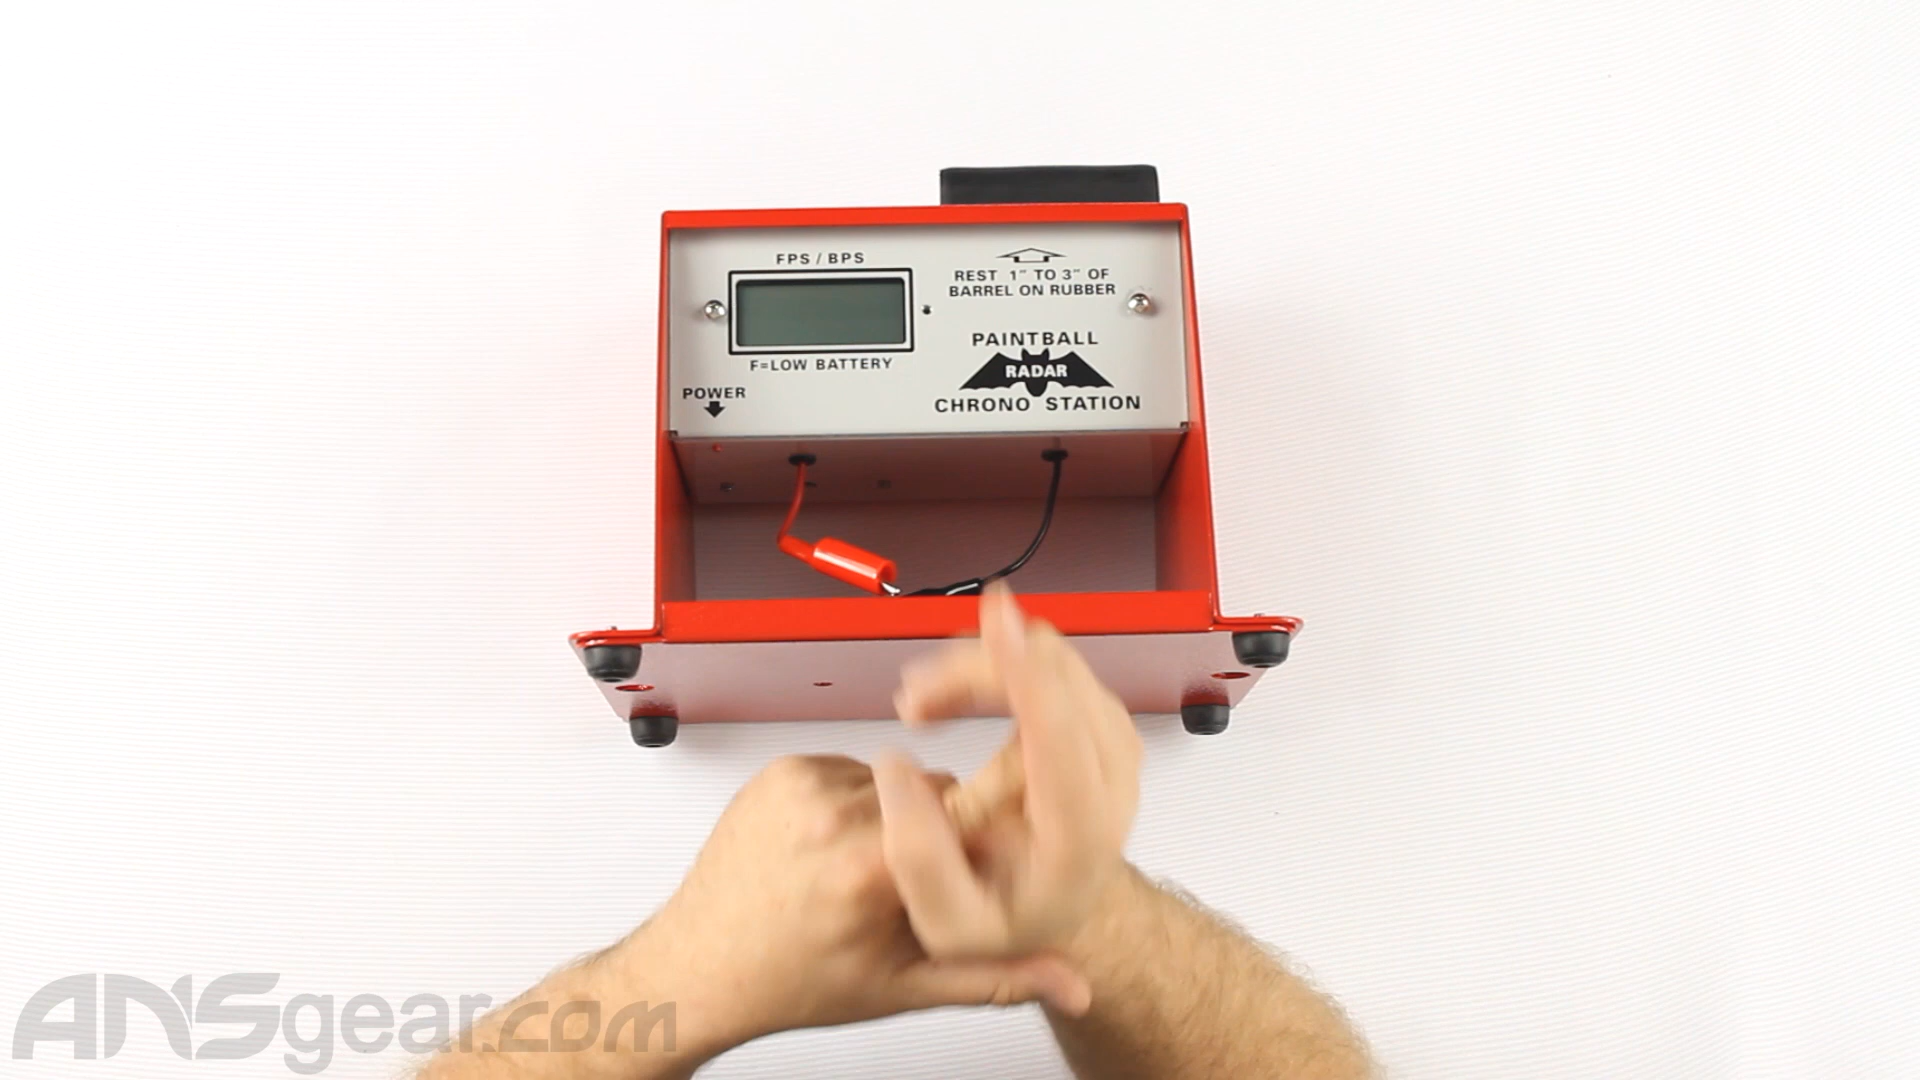 FPS / BPS
F=LOW BATTERY
POWER
REST 1" TO 3" OF
BARREL ON RUBBER
PAINTBALL
RADAR
CHRONO STATION
ANSgear.com